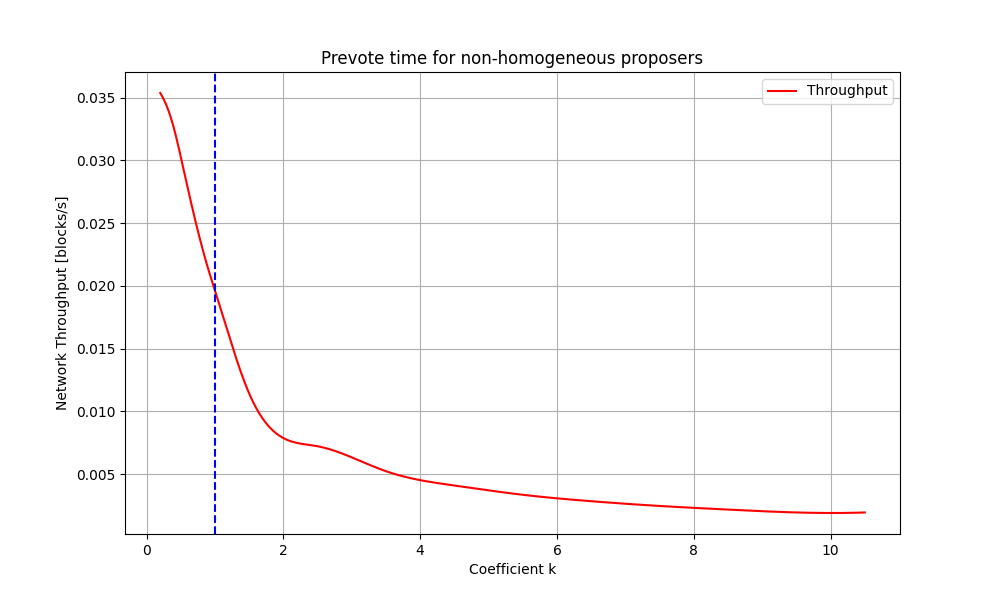 Prevote time for non-homogeneous proposers
Throughput
Network Throughput [blocks/s]
0.035
0.030
0.025
0.020
0.015
0.010
0.005
0 2 4 6 8 10
Coefficient k